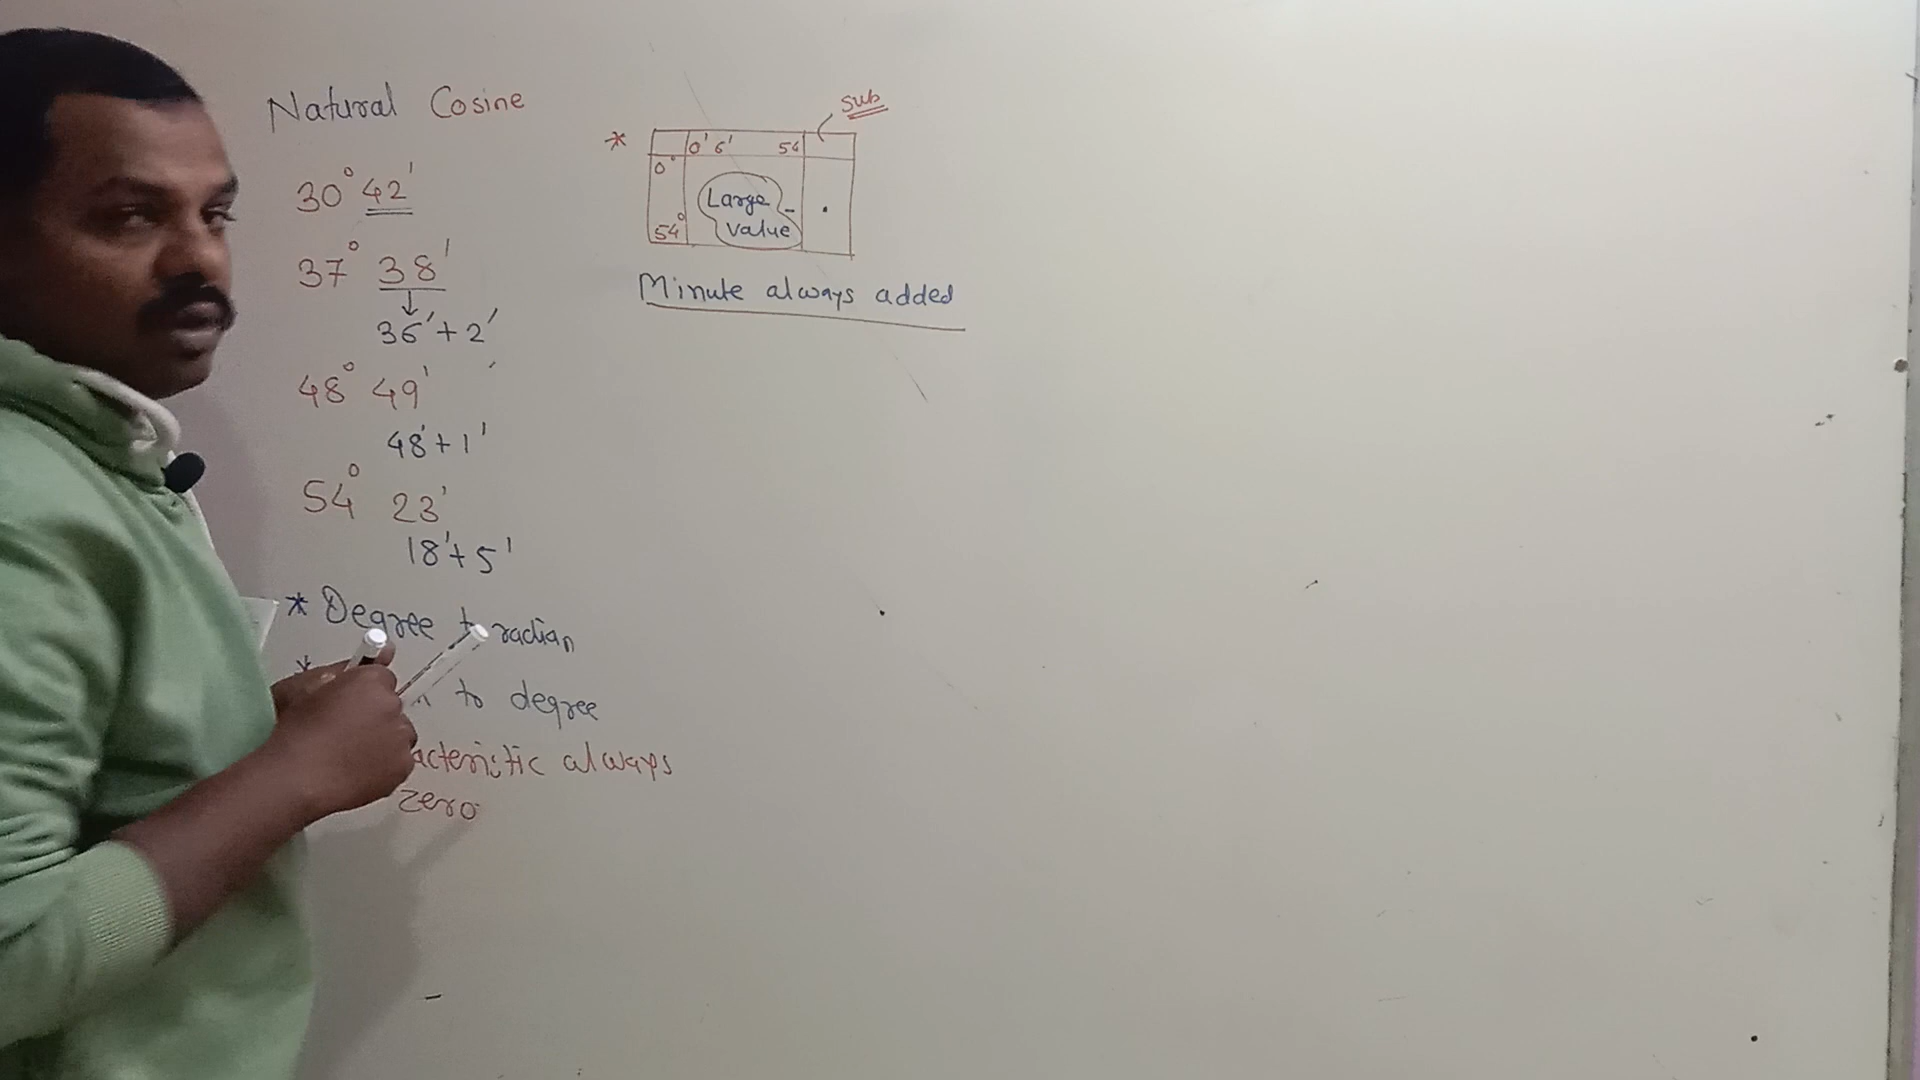 Natural Cosine
30° 42'
37° 38'
↓
36' + 2'
48° 49'
48' + 1'
54° 23'
18' + 5'
* Degree to radian
* to degree
always
zero
* Sub
0' 6' 54
0°
Large - .
54° value
Minute always added